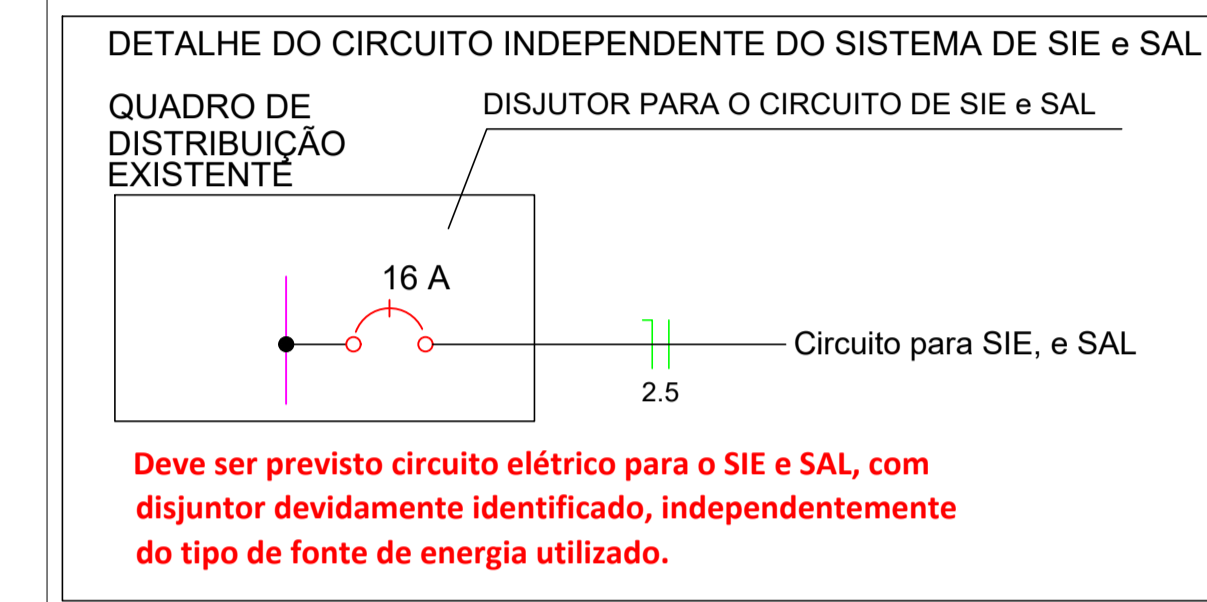 DETALHE DO CIRCUITO INDEPENDENTE DO SISTEMA DE SIE e SAL
QUADRO DE
DISTRIBUIÇÃO
EXISTENTE
DISJUTOR PARA O CIRCUITO DE SIE e SAL
16 A
Circuito para SIE, e SAL
2.5
Deve ser previsto circuito elétrico para o SIE e SAL, com
disjuntor devidamente identificado, independentemente
do tipo de fonte de energia utilizado.